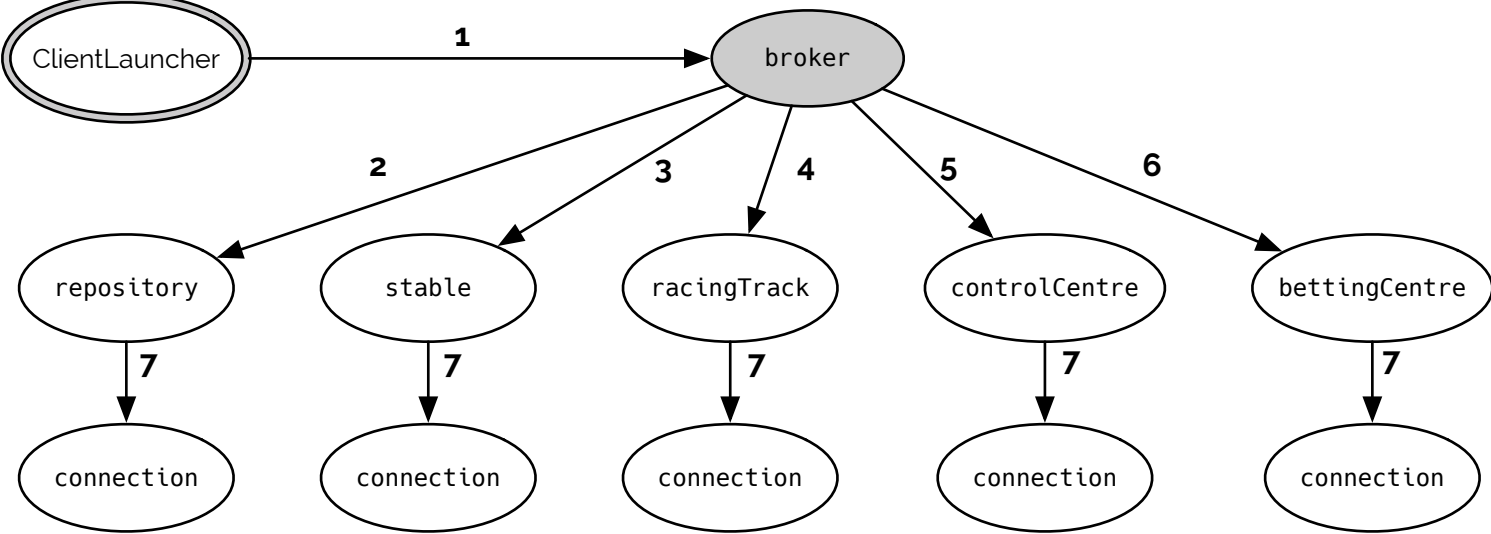 1
ClientLauncher
broker
2
3
4
5
6
repository
stable
racingTrack
controlCentre
bettingCentre
7
7
7
7
7
connection
connection
connection
connection
connection